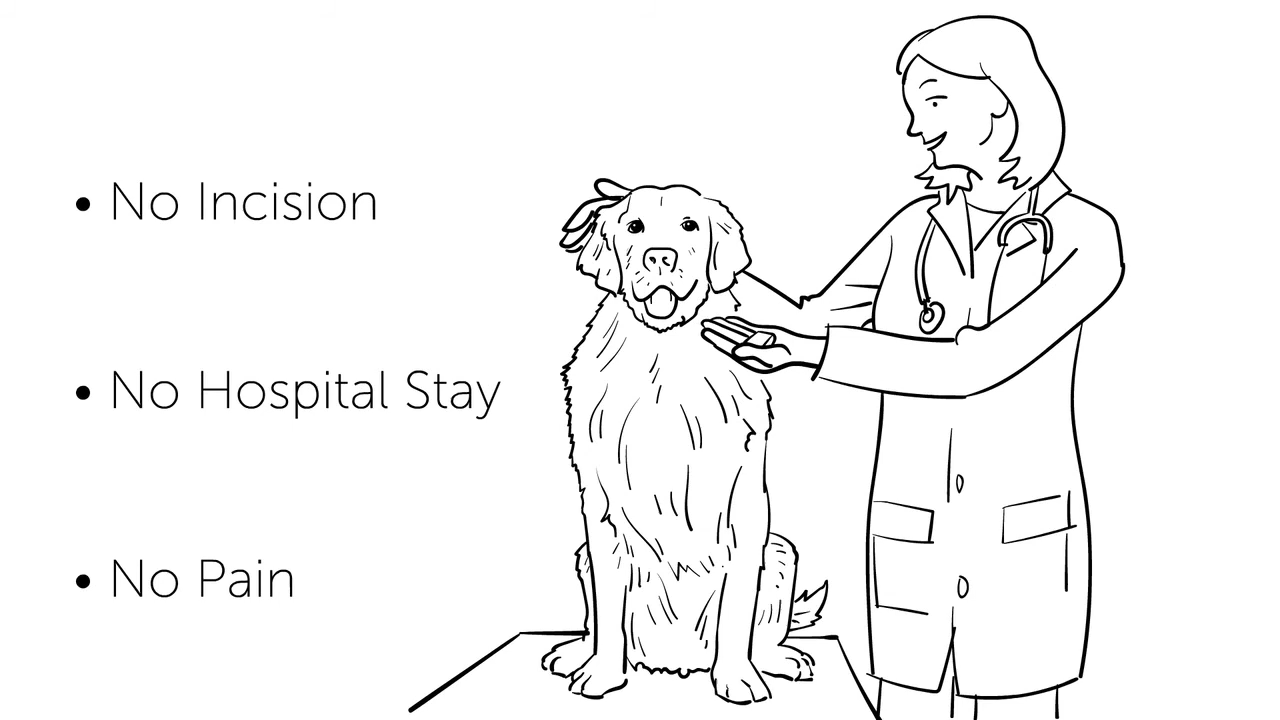 • No Incision
• No Hospital Stay
• No Pain